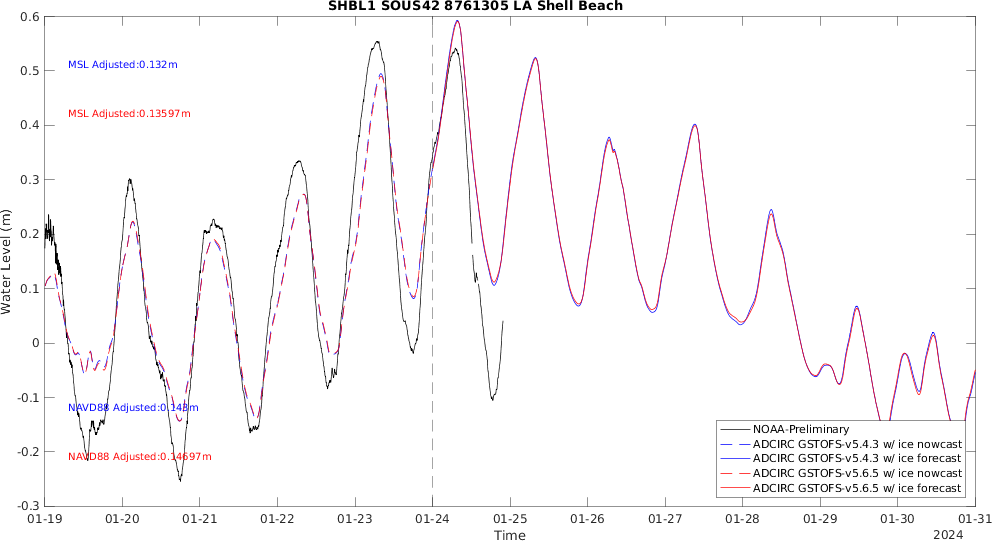 SHBL1 SOUS42 8761305 LA Shell Beach
Water Level (m)
0.6
0.5
0.4
0.3
0.2
0.1
0
-0.1
-0.2
-0.3
MSL Adjusted:0.132m
MSL Adjusted:0.13597m
NAVD88 Adjusted:0.143m
NAVD88 Adjusted:0.14697m
NOAA-Preliminary
ADCIRC GSTOFS-v5.4.3 w/ ice nowcast
ADCIRC GSTOFS-v5.4.3 w/ ice forecast
ADCIRC GSTOFS-v5.6.5 w/ ice nowcast
ADCIRC GSTOFS-v5.6.5 w/ ice forecast
01-19 01-20 01-21 01-22 01-23 01-24 01-25 01-26 01-27 01-28 01-29 01-30 01-31
Time
2024